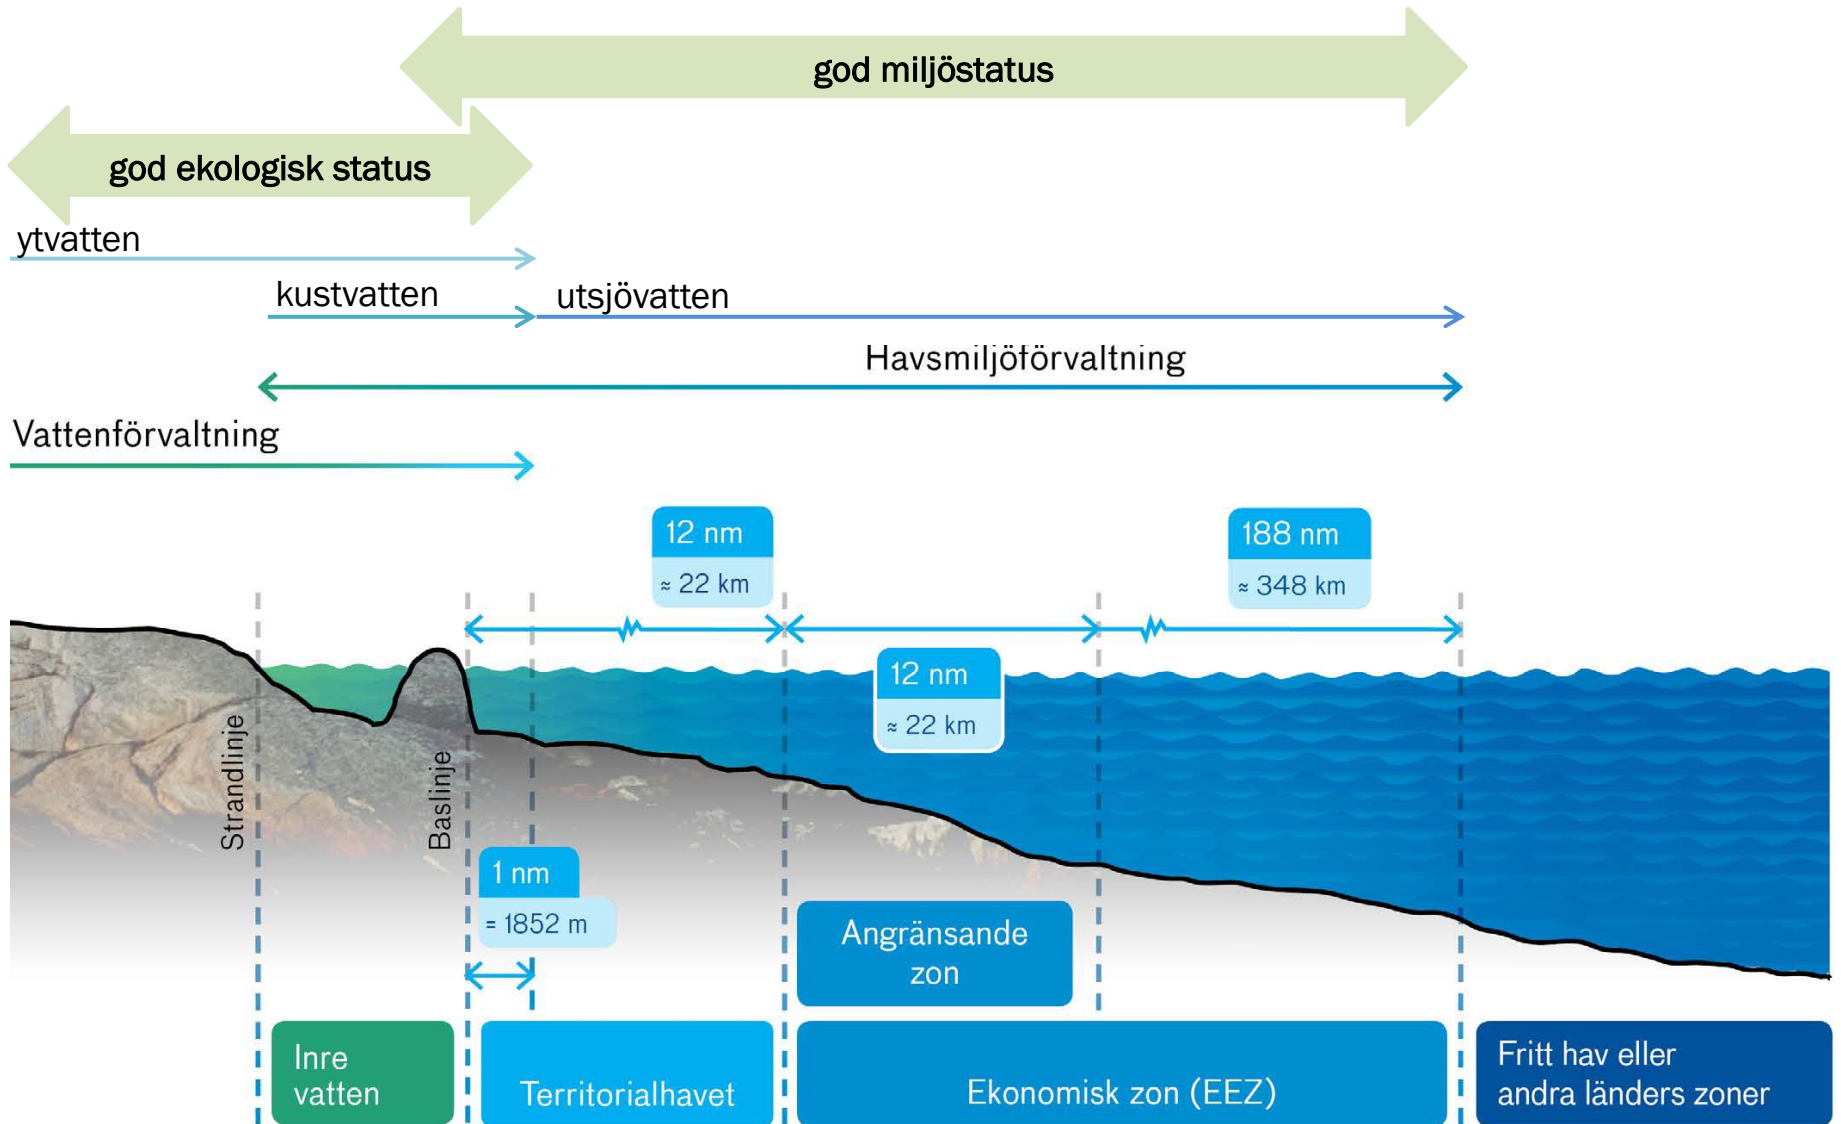 god miljöstatus
god ekologisk status
ytvatten
kustvatten
utsjövatten
Havsmiljöförvaltning
Vattenförvaltning
12 nm
≈ 22 km
188 nm
≈ 348 km
12 nm
≈ 22 km
Strandlinje
Baslinje
1 nm
= 1852 m
Angränsande
zon
Inre
vatten
Territorialhavet
Ekonomisk zon (EEZ)
Fritt hav eller
andra länders zoner